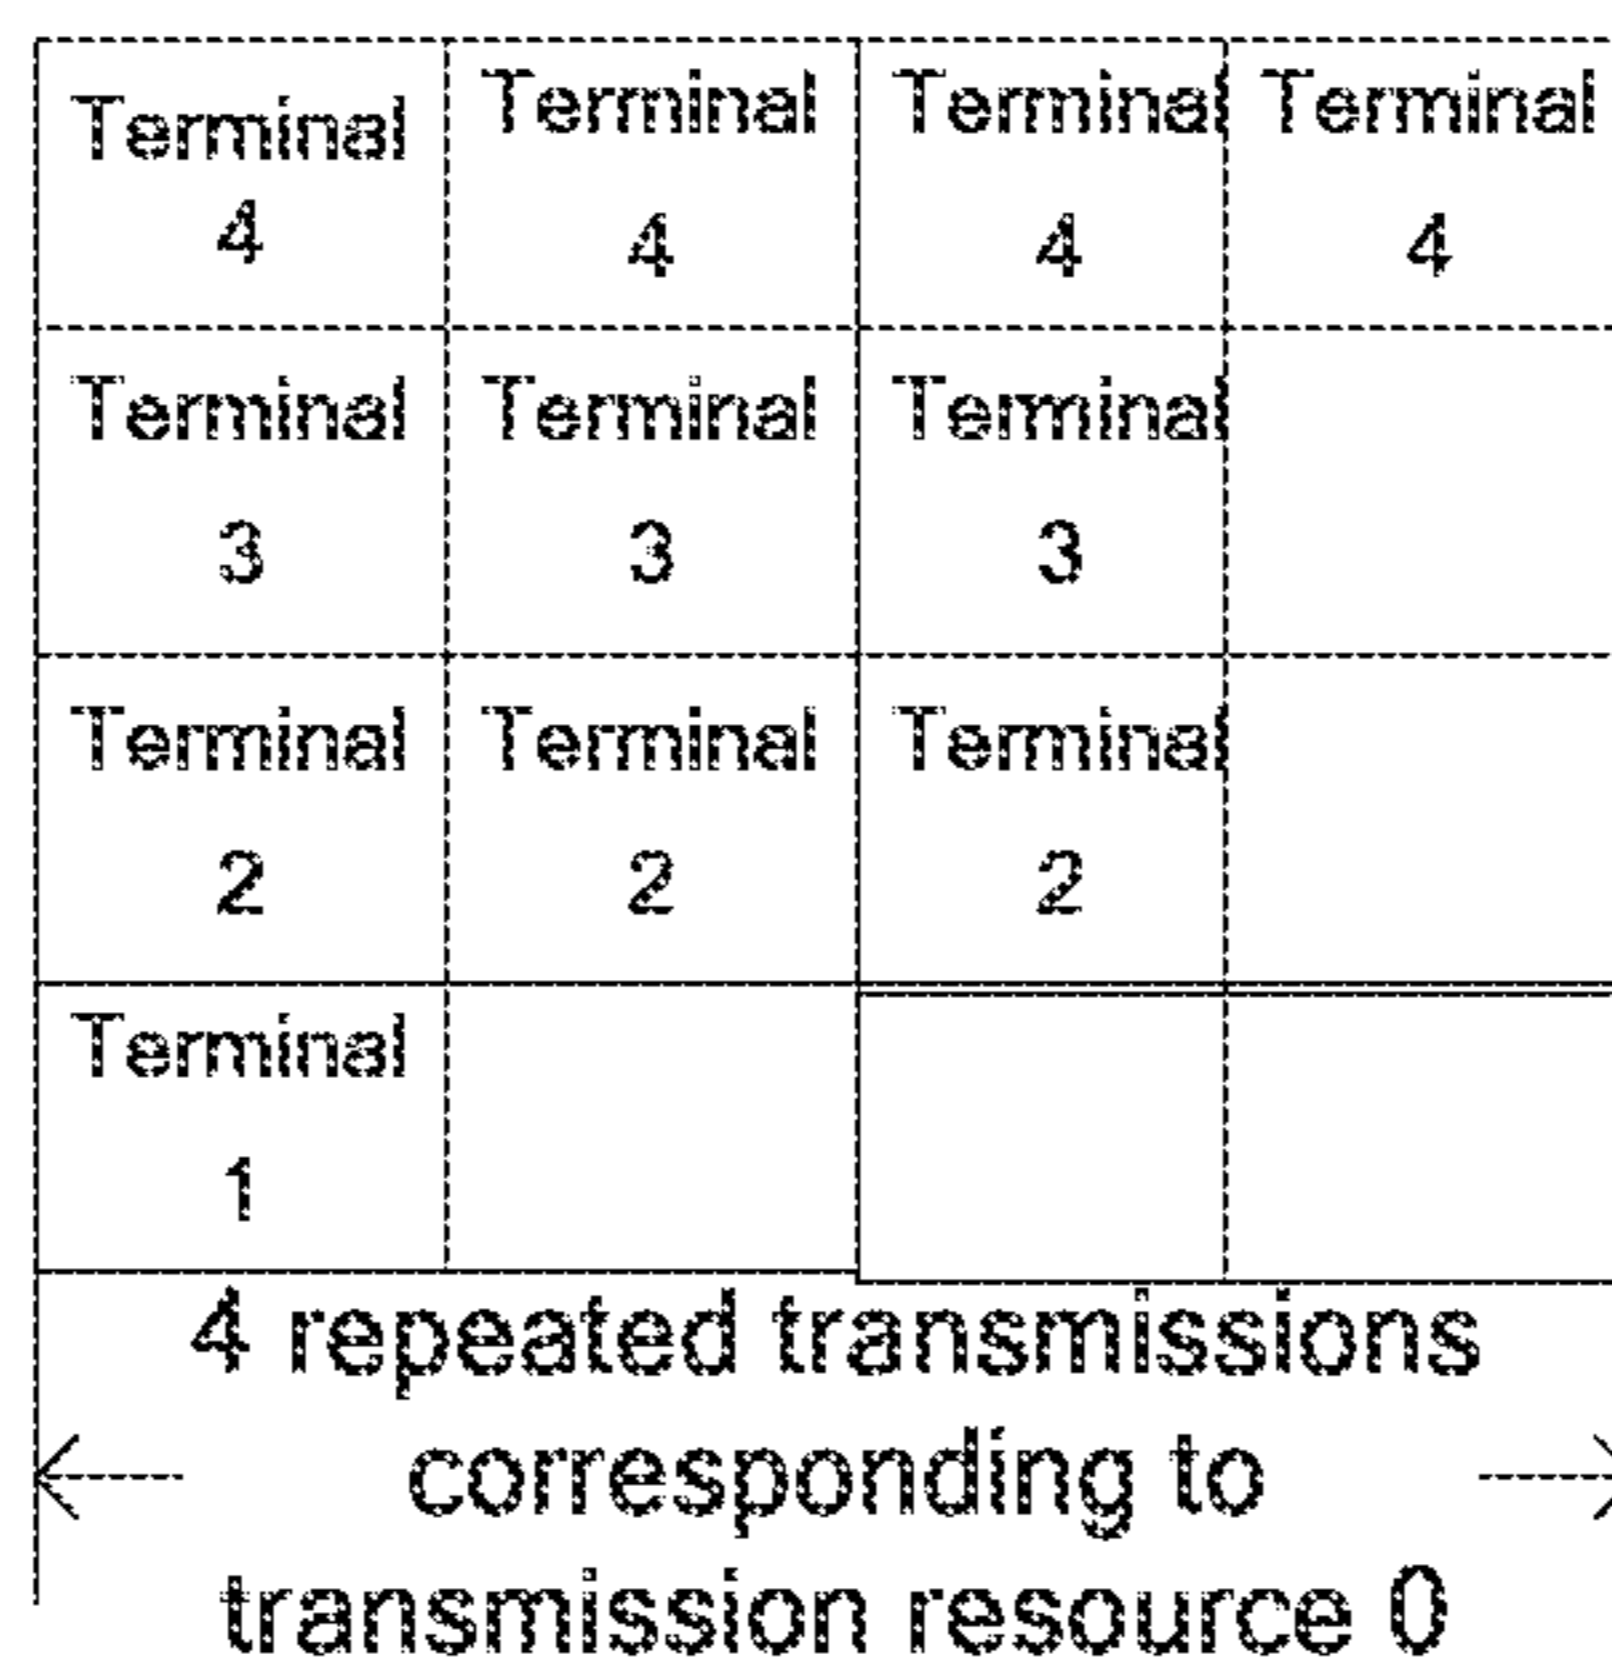 Terminal Terminal Terminal Terminal
4 4 4 4
Terminal Terminal Terminal
3 3 3
Terminal Terminal Terminal
2 2 2
Terminal
1
4 repeated transmissions
corresponding to
transmission resource 0